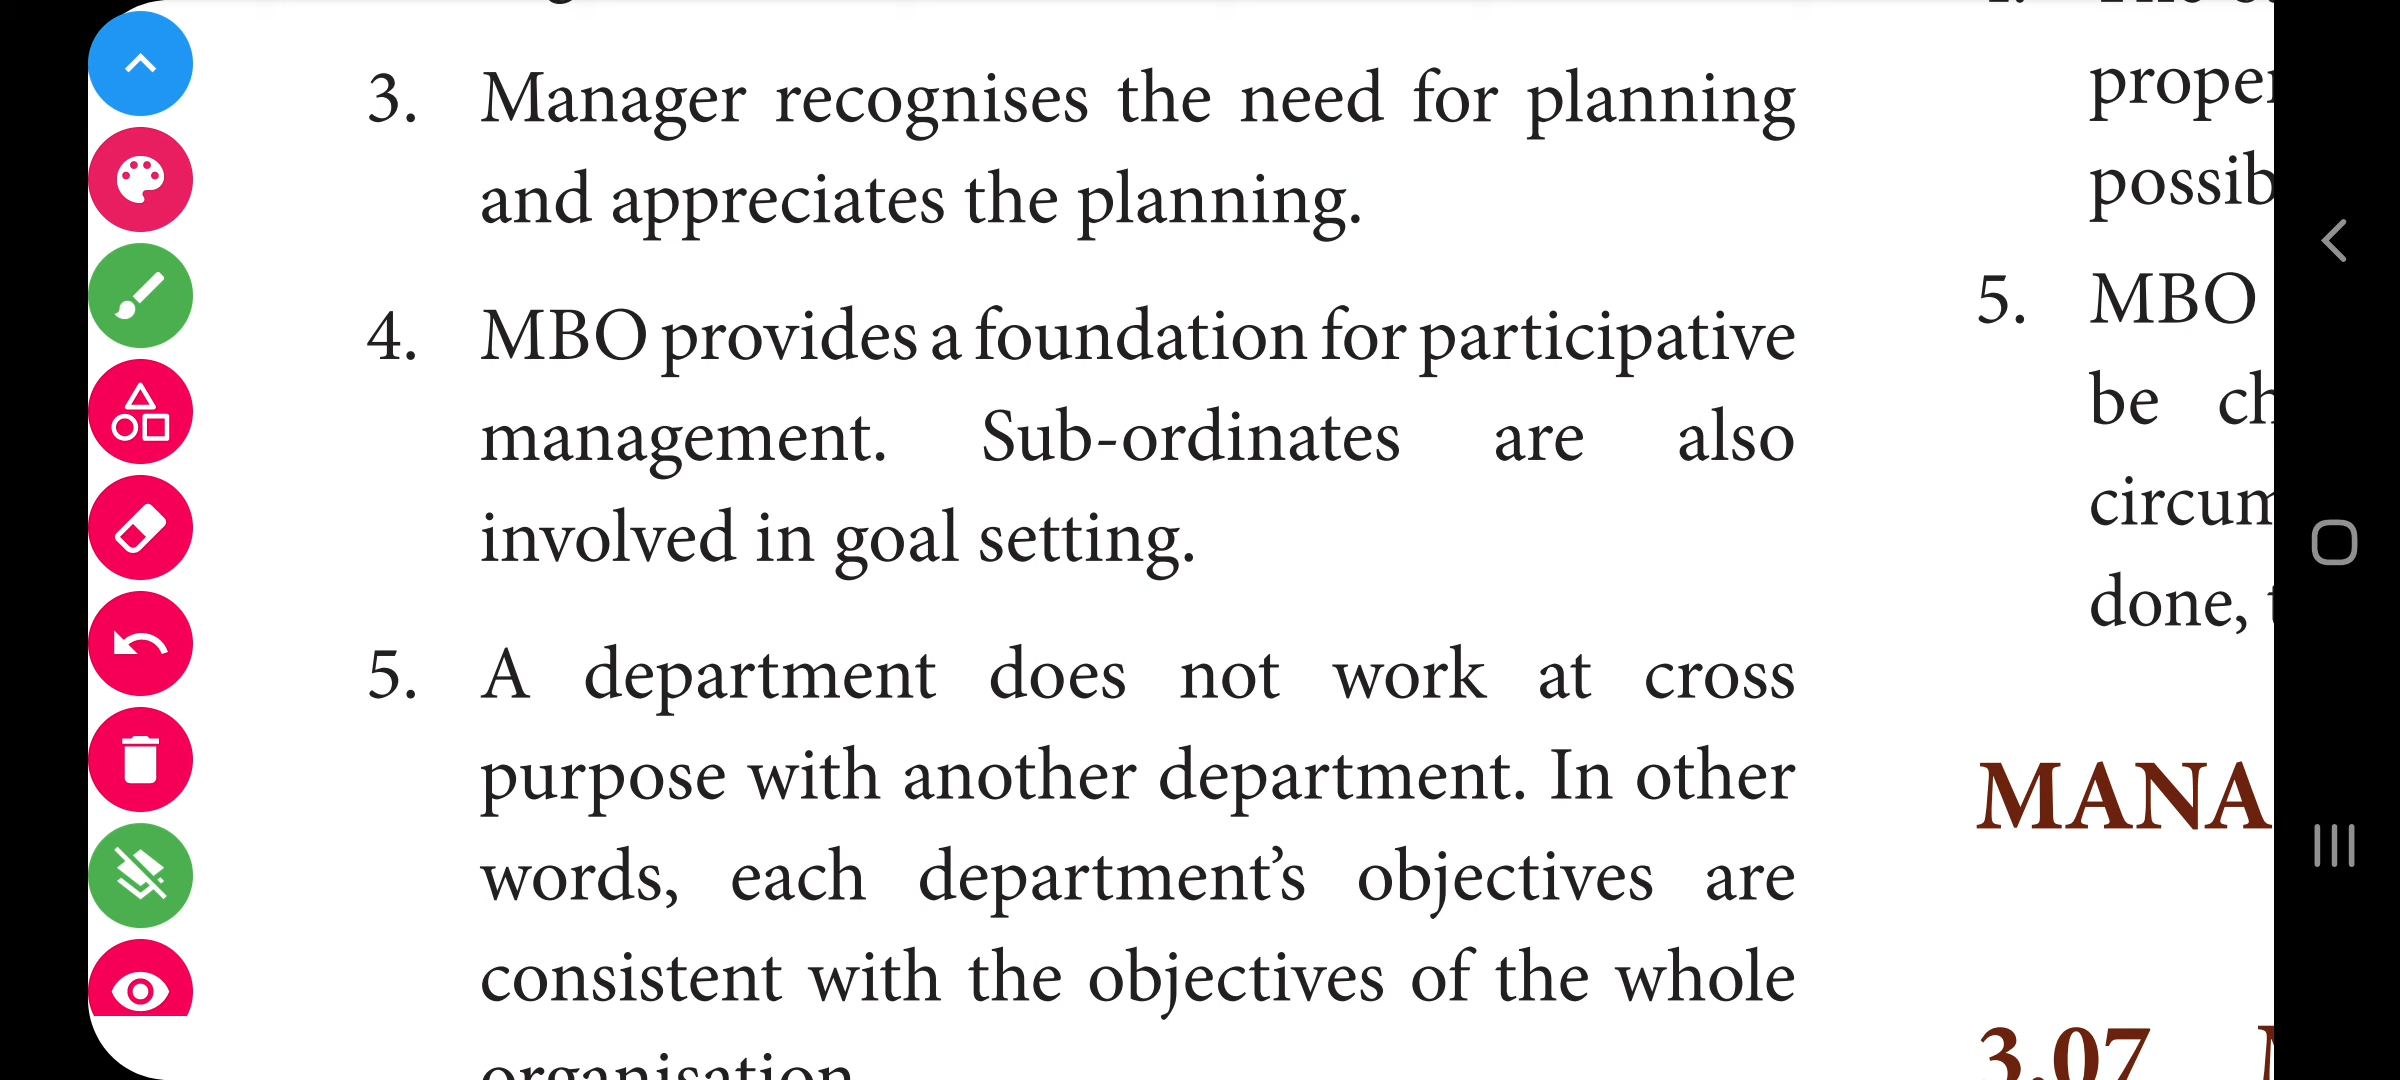 3. Manager recognises the need for planning
and appreciates the planning.
4. MBO provides a foundation for participative
management. Sub-ordinates are also
involved in goal setting.
5. A department does not work at cross
purpose with another department. In other
words, each department’s objectives are
consistent with the objectives of the whole
organisation
5. MBO
be
done,
3.07